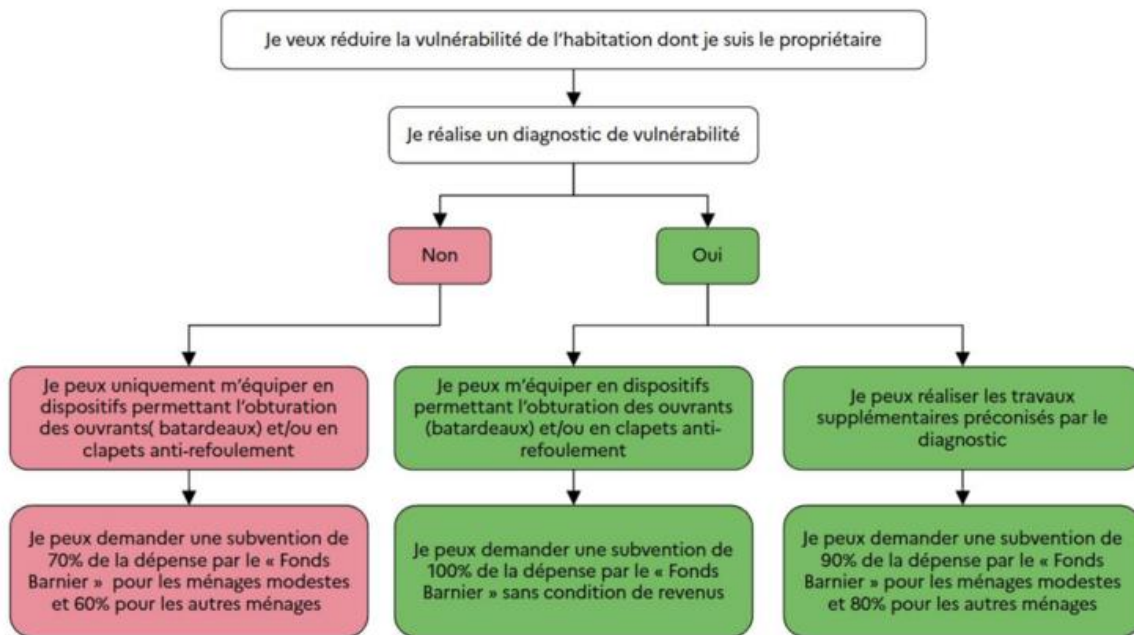 Je veux réduire la vulnérabilité de l'habitation dont je suis le propriétaire
Je réalise un diagnostic de vulnérabilité
Non
Oui
Je peux uniquement m'équiper en
dispositifs permettant l'obturation
des ouvrants( batardeaux) et/ou en
clapets anti-refoulement
Je peux m'équiper en dispositifs
permettant l'obturation des ouvrants
(batardeaux) et/ou en clapets anti-
refoulement
Je peux réaliser les travaux
supplémentaires préconisés par le
diagnostic
Je peux demander une subvention de
70% de la dépense par le « Fonds
Barnier » pour les ménages modestes
et 60% pour les autres ménages
Je peux demander une subvention de
100% de la dépense par le « Fonds
Barnier » sans condition de revenus
Je peux demander une subvention de
90% de la dépense par le « Fonds
Barnier » pour les ménages modestes
et 80% pour les autres ménages